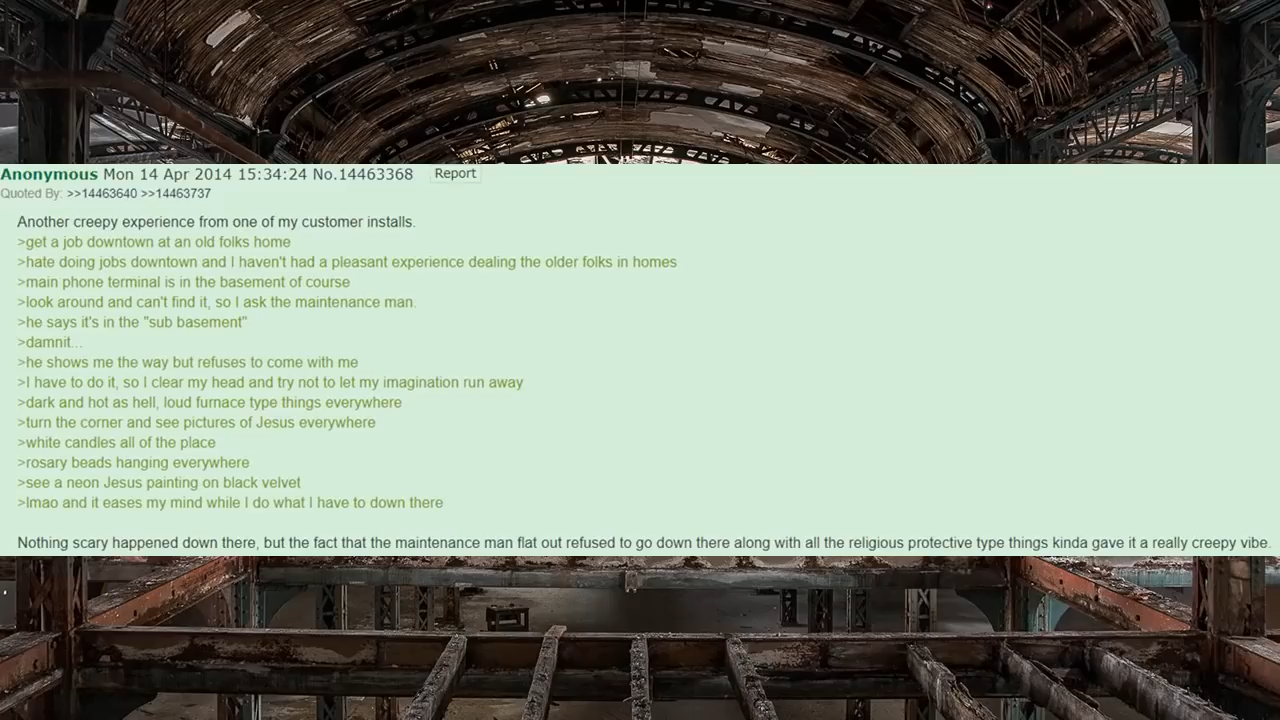 Anonymous Mon 14 Apr 2014 15:34:24 No.14463368 Report
Quoted By: >>14463640 >>14463737
Another creepy experience from one of my customer installs.
>get a job downtown at an old folks home
>hate doing jobs downtown and I haven't had a pleasant experience dealing the older folks in homes
>main phone terminal is in the basement of course
>look around and can't find it, so I ask the maintenance man.
>he says it's in the "sub basement"
>damnit...
>he shows me the way but refuses to come with me
>I have to do it, so I clear my head and try not to let my imagination run away
>dark and hot as hell, loud furnace type things everywhere
>turn the corner and see pictures of Jesus everywhere
>white candles all of the place
>rosary beads hanging everywhere
>see a neon Jesus painting on black velvet
>lmao and it eases my mind while I do what I have to down there
Nothing scary happened down there, but the fact that the maintenance man flat out refused to go down there along with all the religious protective type things kinda gave it a really creepy vibe.